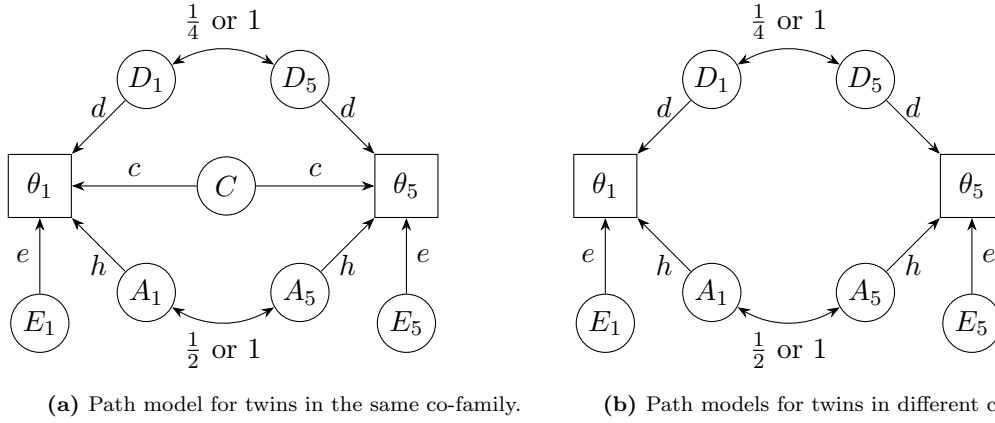 1/4 or 1
1/4 or 1
D₁ D₅ D₁ D₅
d d d d
θ₁ c C c θ₅ θ₁ θ₅
e h h e e h h e
E₁ A₁ A₅ E₅ E₁ A₁ A₅ E₅
1/2 or 1
1/2 or 1
(a) Path model for twins in the same co-family.
(b) Path models for twins in different c